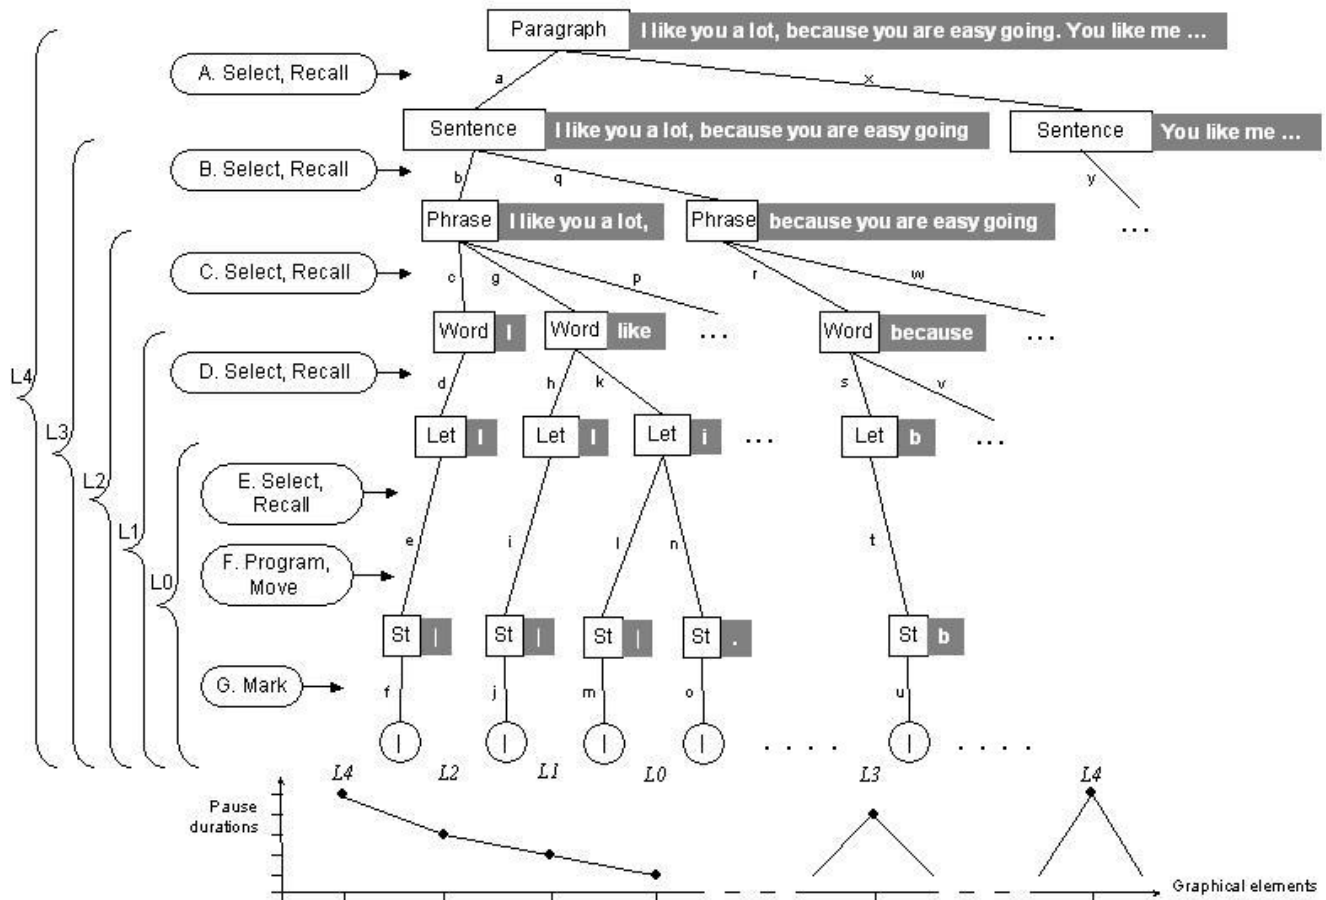 Paragraph I like you a lot, because you are easy going. You like me ...
A. Select, Recall
a
x
Sentence I like you a lot, because you are easy going
Sentence You like me ...
B. Select, Recall
b
q
y
Phrase I like you a lot,
Phrase because you are easy going
...
C. Select, Recall
c
g
p
r
w
Word I
Word like
...
Word because
...
D. Select, Recall
d
h
k
s
v
L4
L3
L2
L1
L0
Let I
Let l
Let i
...
Let b
...
E. Select,
Recall
e
i
l
n
t
F. Program,
Move
St |
St |
St |
St .
St b
G. Mark
f
j
m
o
u
|
|
|
|
. . . .
|
. . . .
L4
L2
L1
L0
L3
L4
Pause
durations
Graphical elements